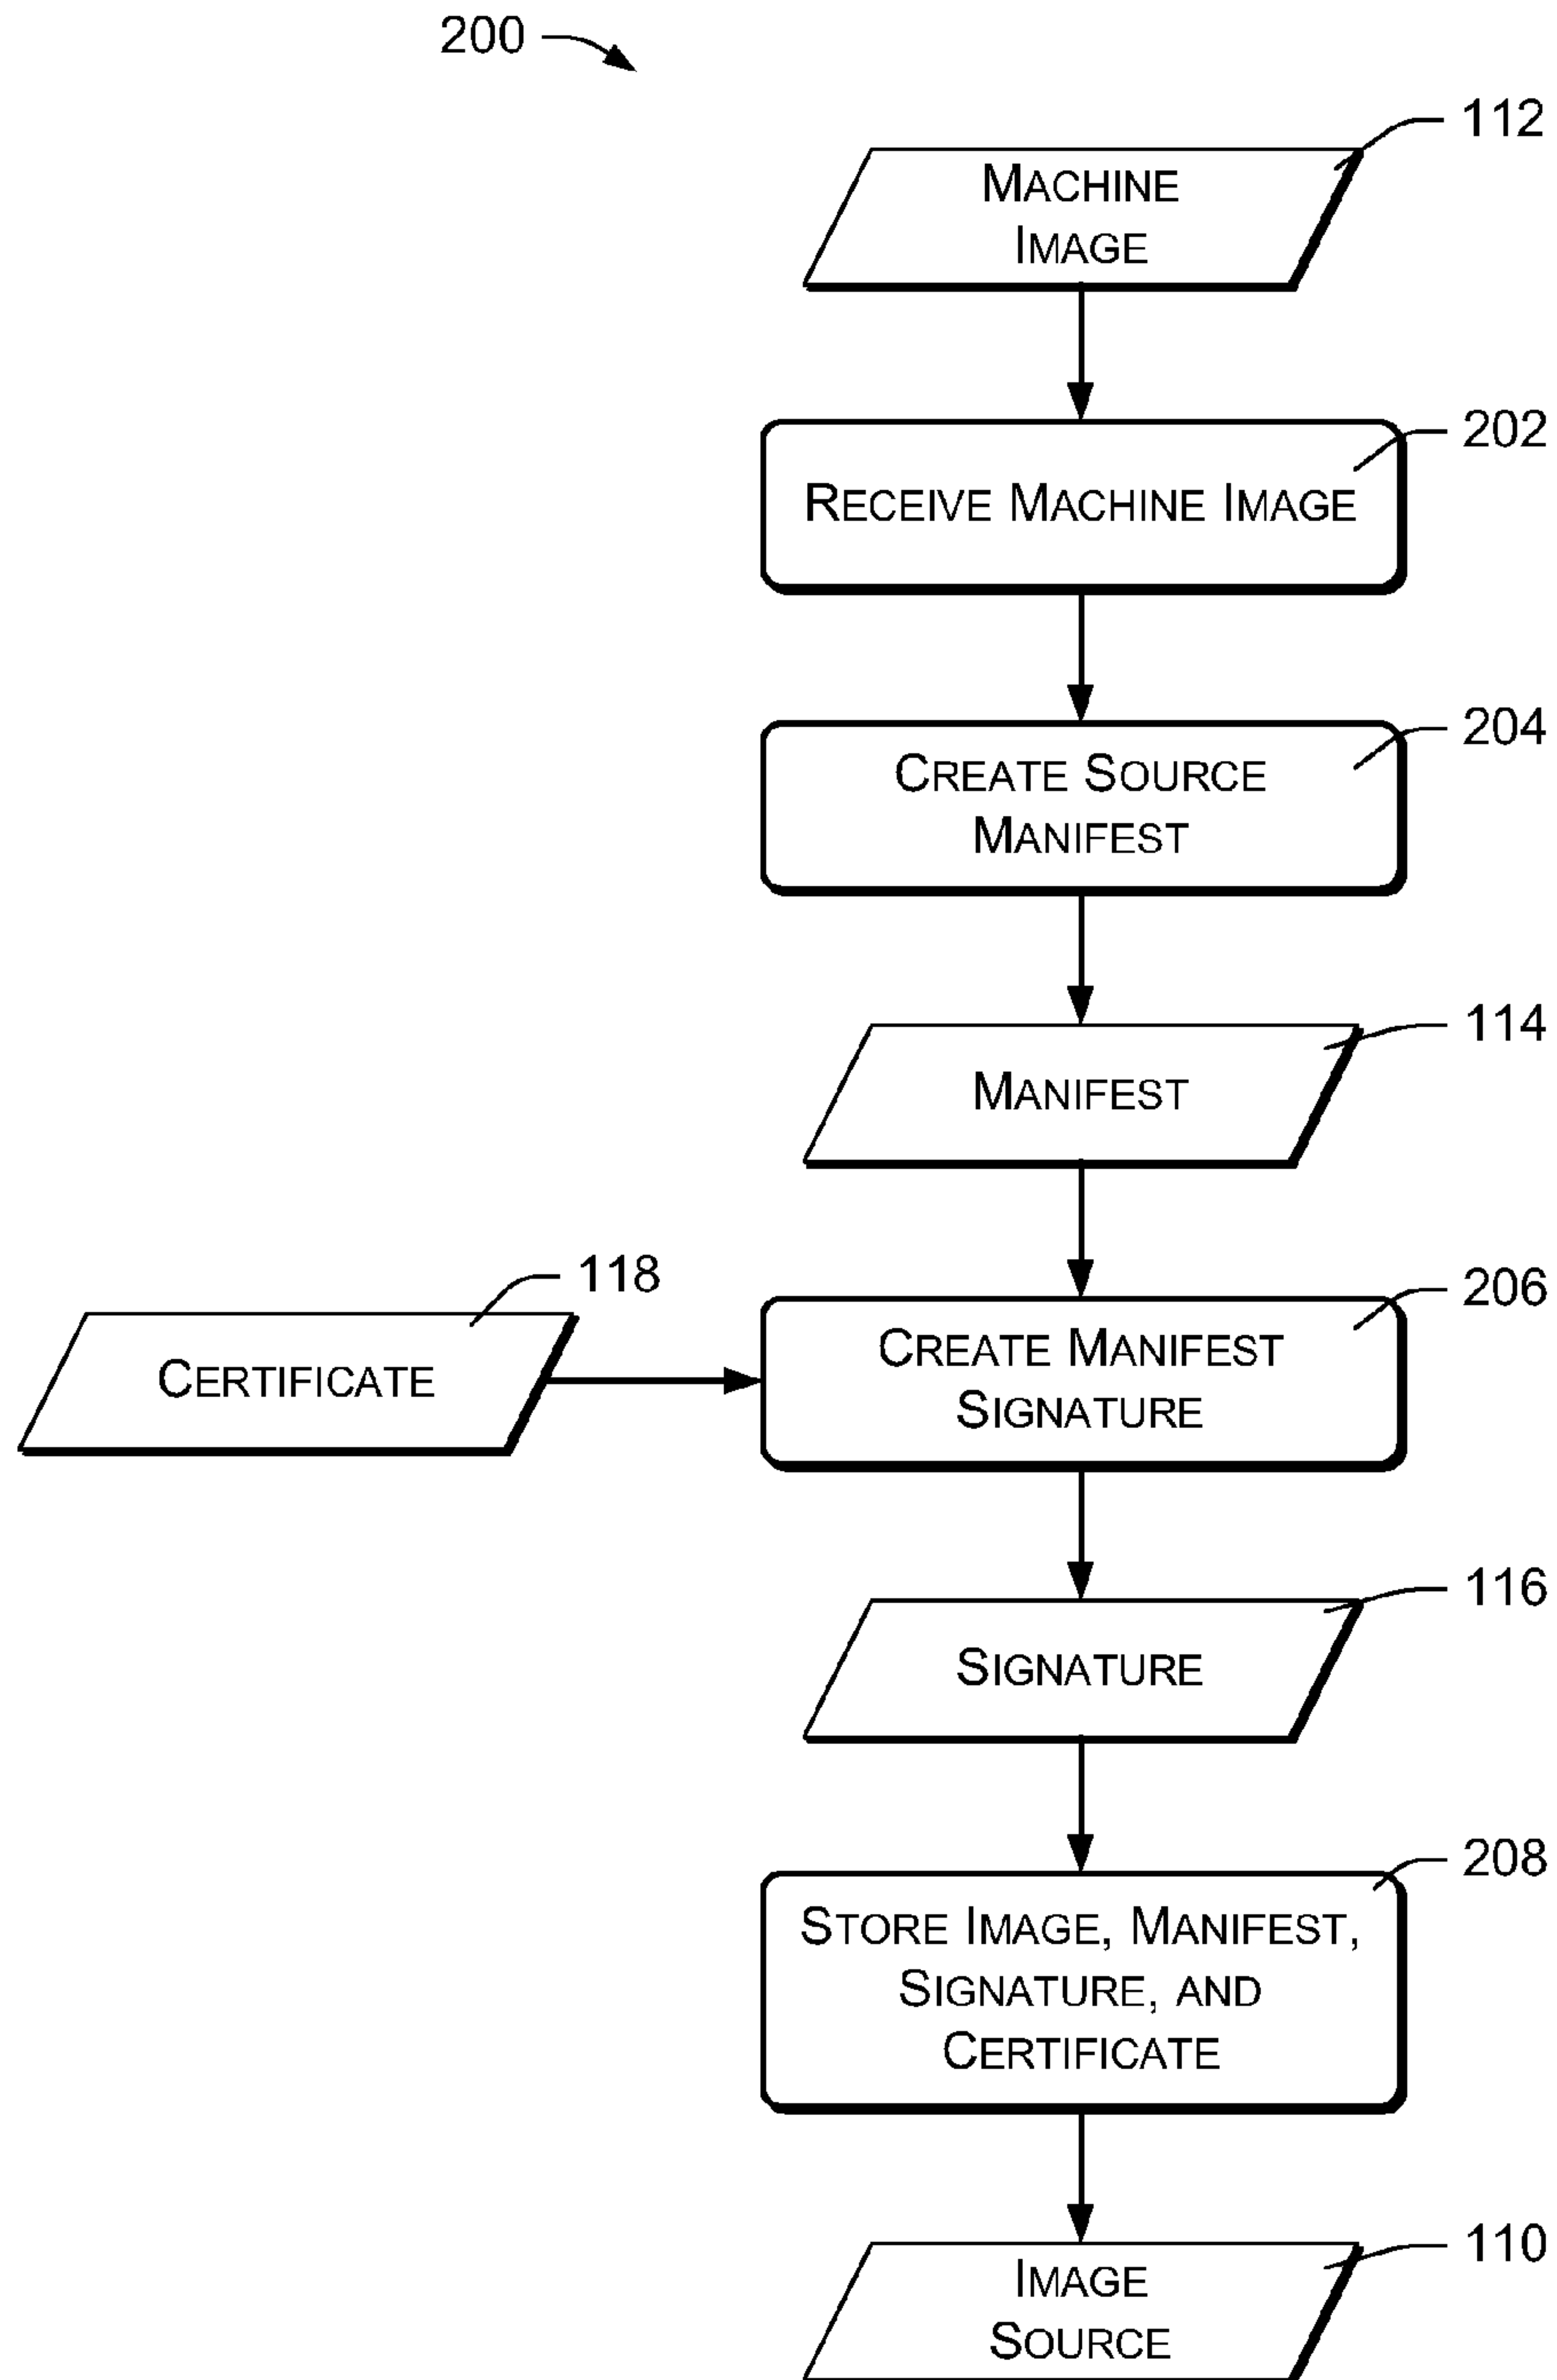 200
112
MACHINE
IMAGE
202
RECEIVE MACHINE IMAGE
204
CREATE SOURCE
MANIFEST
114
MANIFEST
118
CERTIFICATE
206
CREATE MANIFEST
SIGNATURE
116
SIGNATURE
208
STORE IMAGE, MANIFEST,
SIGNATURE, AND
CERTIFICATE
110
IMAGE
SOURCE